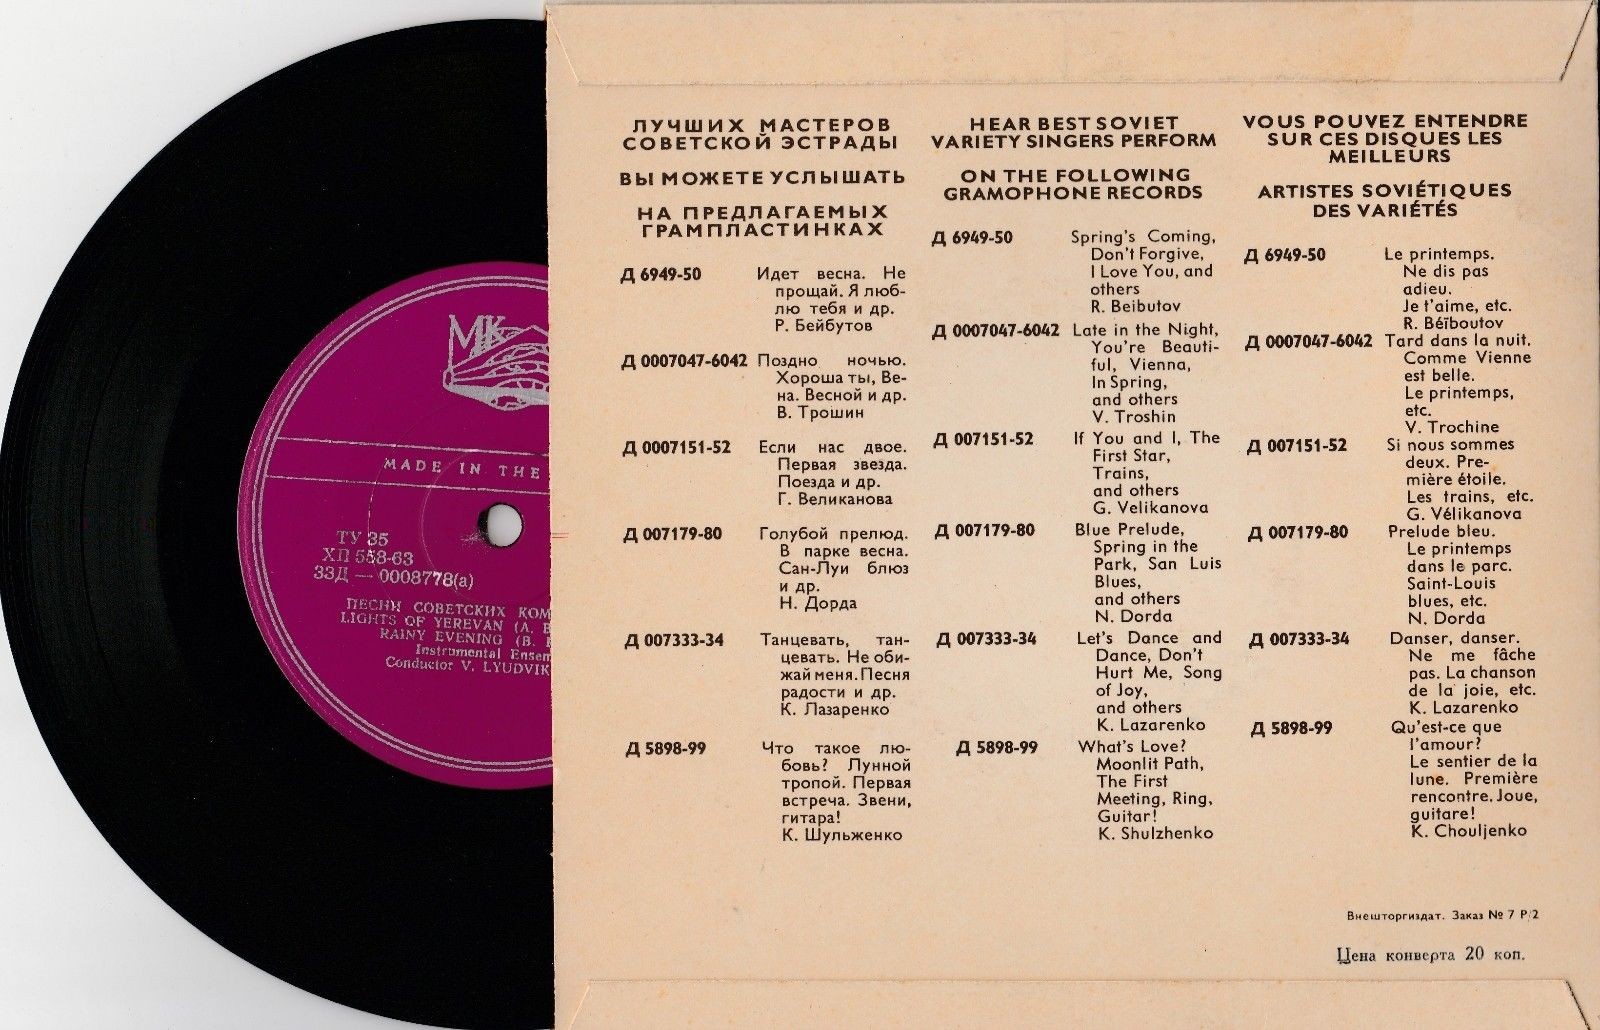 МК
MADE IN THE
ТУ 35
ХП 558-63
33Д — 0008778(a)
ПЕСНИ СОВЕТСКИХ
LIGHTS OF YEREVAN (A.
RAINY EVENING (B.
Instrumental
Conductor V. LYUDVIK
ЛУЧШИХ МАСТЕРОВ
СОВЕТСКОЙ ЭСТРАДЫ
ВЫ МОЖЕТЕ УСЛЫШАТЬ
НА ПРЕДЛАГАЕМЫХ
ГРАМПЛАСТИНКАХ
Д 6949-50 Идет весна. Не
прощай. Я люб-
лю тебя и др.
Р. Бейбутов
Д 0007047-6042 Поздно ночью.
Хороша ты, Ве-
на. Весной и др.
В. Трошин
Д 0007151-52 Если нас двое.
Первая звезда.
Поезда и др.
Г. Великанова
Д 007179-80 Голубой прелюд.
В парке весна.
Сан-Луи блюз
и др.
Н. Дорда
Д 007333-34 Танцевать, тан-
цевать. Не оби-
жай меня. Песня
радости и др.
К. Лазаренко
Д 5898-99 Что такое лю-
бовь? Лунной
тропой. Первая
встреча. Звени,
гитара!
К. Шульженко
HEAR BEST SOVIET
VARIETY SINGERS PERFORM
ON THE FOLLOWING
GRAMOPHONE RECORDS
Д 6949-50 Spring's Coming,
Don't Forgive,
I Love You, and
others
R. Beibutov
Д 0007047-6042 Late in the Night,
You're Beauti-
ful, Vienna,
In Spring,
and others
V. Troshin
Д 007151-52 If You and I, The
First Star,
Trains,
and others
G. Velikanova
Д 007179-80 Blue Prelude,
Spring in the
Park, San Luis
Blues,
and others
N. Dorda
Д 007333-34 Let's Dance and
Dance, Don't
Hurt Me, Song
of Joy,
and others
K. Lazarenko
Д 5898-99 What's Love?
Moonlit Path,
The First
Meeting, Ring,
Guitar!
K. Shulzhenko
VOUS POUVEZ ENTENDRE
SUR CES DISQUES LES
MEILLEURS
ARTISTES SOVIÉTIQUES
DES VARIÉTÉS
Д 6949-50 Le printemps.
Ne dis pas
adieu.
Je t'aime, etc.
R. Béïboutov
Д 0007047-6042 Tard dans la nuit.
Comme Vienne
est belle.
Le printemps,
etc.
V. Trochine
Д 007151-52 Si nous sommes
deux. Pre-
mière étoile.
Les trains, etc.
G. Vélikanova
Д 007179-80 Prelude bleu.
Le printemps
dans le parc.
Saint-Louis
blues, etc.
N. Dorda
Д 007333-34 Danser, danser.
Ne me fâche
pas. La chanson
de la joie, etc.
K. Lazarenko
Д 5898-99 Qu'est-ce que
l'amour?
Le sentier de la
lune. Première
rencontre. Joue,
guitare!
K. Chouljenko
Внешторгиздат. Заказ № 7 Р/2
Цена конверта 20 коп.